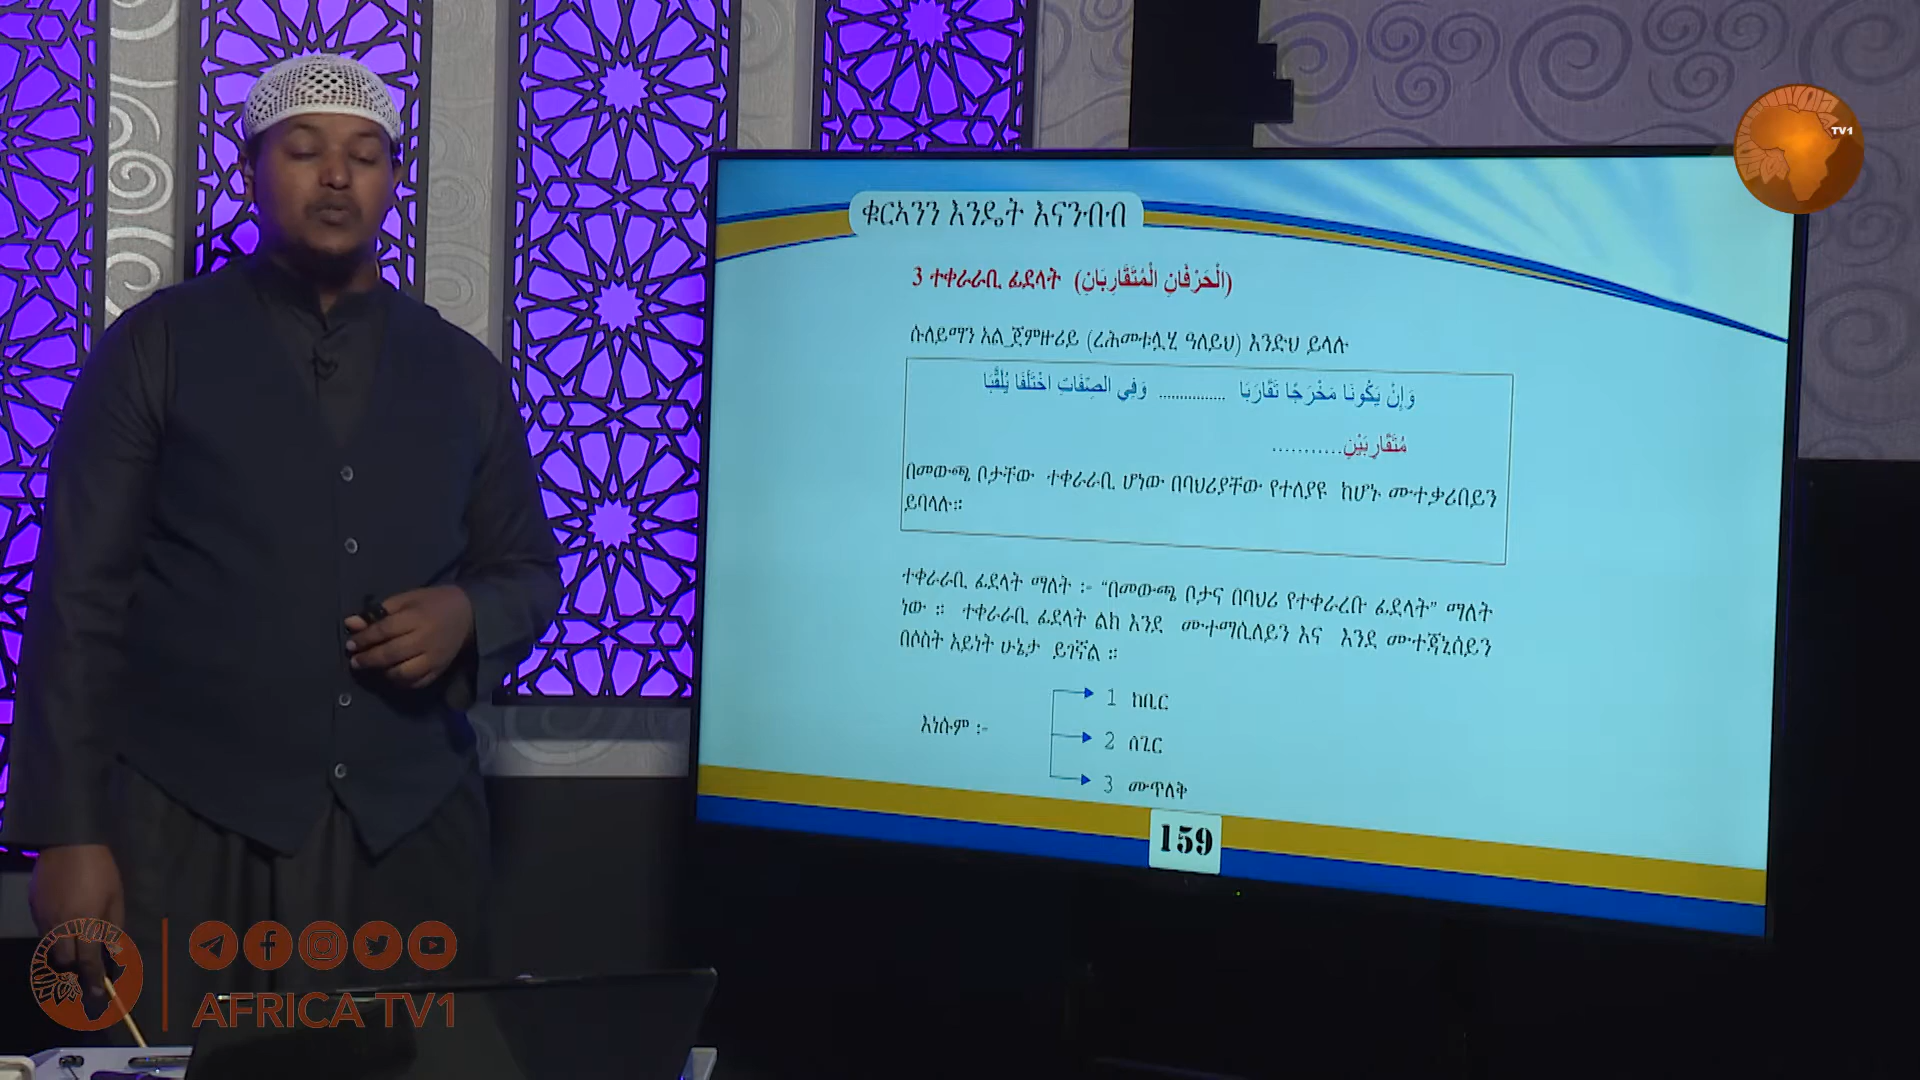 TV1
ቁርኣንን እንዴት እናንብብ
3 ተቀራራቢ ፊደላት (الْحَرْفَانِ الْمُتَقَارِبَانِ)
ሱለይማን አል_ጀምዙሪይ (ረሕመቱሏሂ ዓለይህ) እንድህ ይላሉ
وَإِنْ يَكُونَا مَخْرَجًا تَقَارَبَا ............... وَفِي الصِّفَاتِ اخْتَلَفَا يُلَقَّبَا
مُتَقَارِبَيْنِ...........
በመውጫ ቦታቸው ተቀራራቢ ሆነው በባህሪያቸው የተለያዩ ከሆኑ ሙተቃሪበይን
ይባላሉ።
ተቀራራቢ ፊደላት ማለት ፦ “በመውጫ ቦታና በባህሪ የተቀራረቡ ፊደላት” ማለት
ነው ። ተቀራራቢ ፊደላት ልክ እንደ ሙተማሲለይን እና እንደ ሙተጃኒሰይን
በሶስት አይነት ሁኔታ ይገኛል ።
እነሱም ፦
1 ከቢር
2 ሰጊር
3 ሙጥለቅ
159
AFRICA TV1